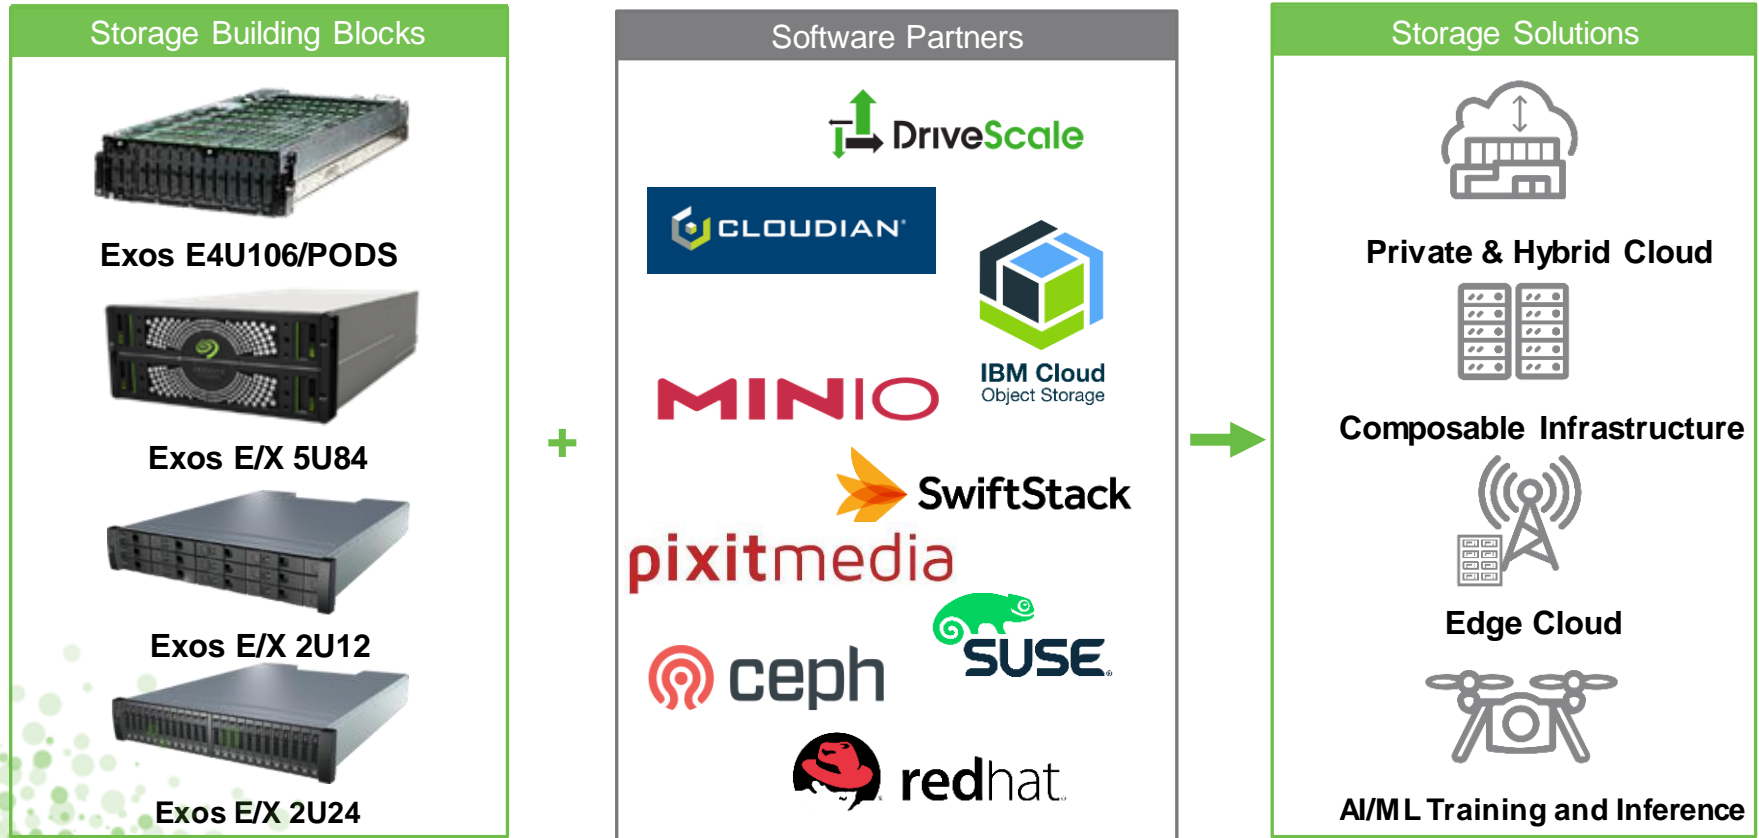 Storage Building Blocks
Exos E4U106/PODS
Exos E/X 5U84
Exos E/X 2U12
Exos E/X 2U24
+
Software Partners
DriveScale
CLOUDIAN®
IBM Cloud
Object Storage
MINIO
SwiftStack
pixitmedia
SUSE®
ceph
redhat
Storage Solutions
Private & Hybrid Cloud
Composable Infrastructure
Edge Cloud
AI/ML Training and Inference